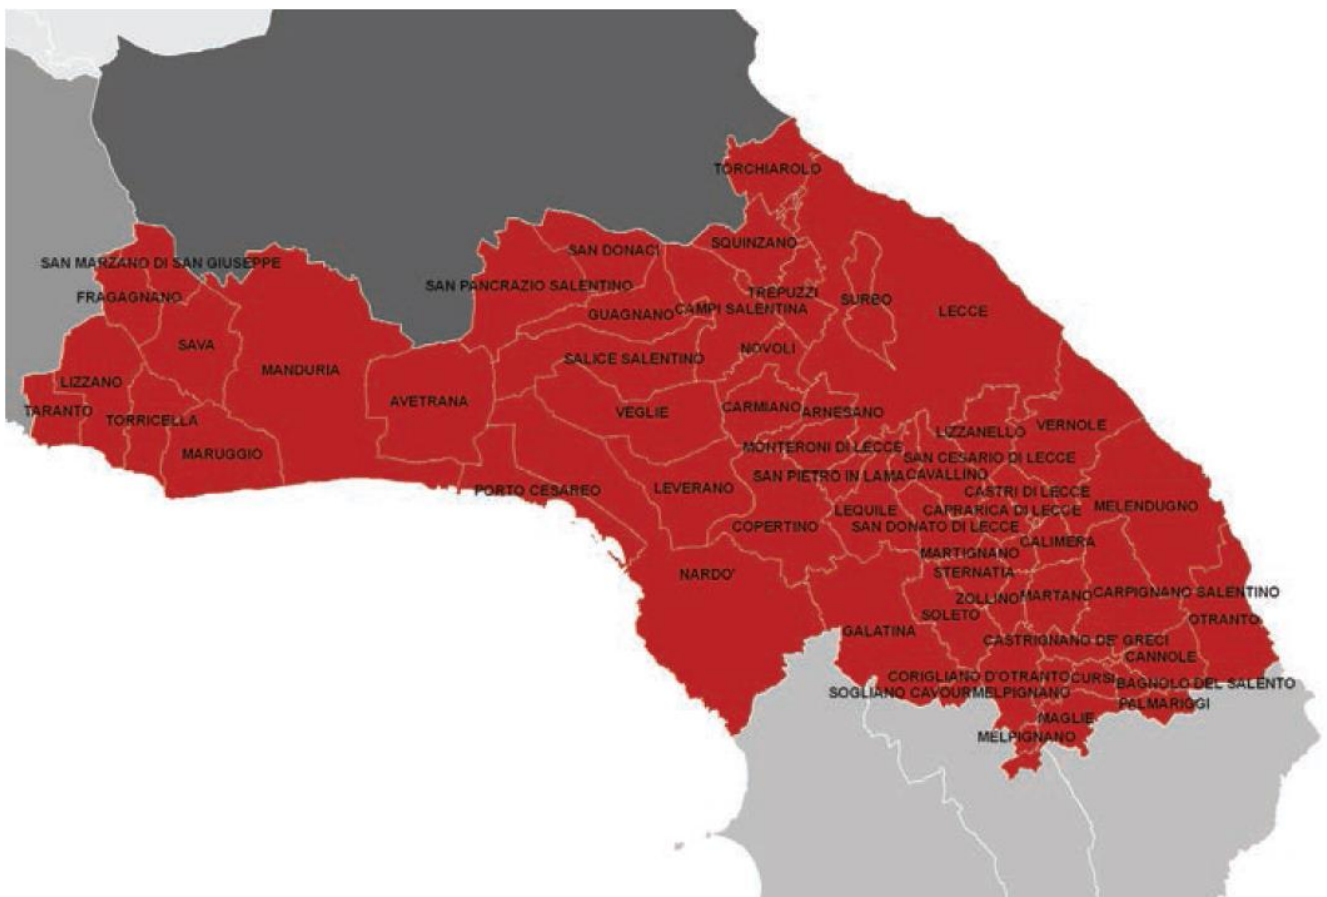 TORCHIAROLO
SQUINZANO
SAN DONACI
SAN MARZANO DI SAN GIUSEPPE
SAN PANCRAZIO SALENTINO
TREPUZZI
FRAGAGNANO
SURBO
CAMPI SALENTINA
LECCE
GUAGNANO
SAVA
NOVOLI
SALICE SALENTINO
MANDURIA
LIZZANO
AVETRANA
CARMIANO
TARANTO
VEGLIE
ARNESANO
TORRICELLA
VERNOLE
LIZZANELLO
MONTERONI DI LECCE
MARUGGIO
SAN CESARIO DI LECCE
SAN PIETRO IN LAMA
CAVALLINO
LEVERANO
PORTO CESAREO
CASTRI DI LECCE
MELENDUGNO
LEQUILE
CAPRARICA DI LECCE
COPERTINO
SAN DONATO DI LECCE
CALIMERA
MARTIGNANO
STERNATIA
NARDO'
CARPIGNANO SALENTINO
MARTANO
ZOLLINO
SOLETO
OTRANTO
GALATINA
CASTRIGNANO DE' GRECI
CANNOLE
CORIGLIANO D'OTRANTO
CURSI
BAGNOLO DEL SALENTO
SOGLIANO CAVOUR
MELPIGNANO
PALMARIGGI
MAGLIE
MELPIGNANO